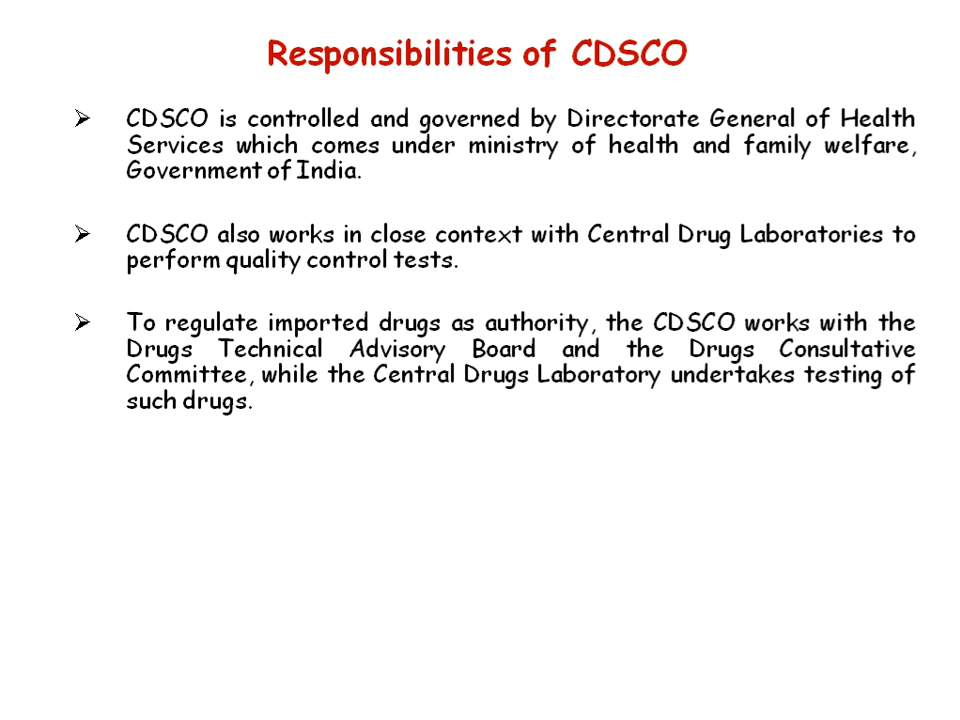 Responsibilities of CDSCO
➢ CDSCO is controlled and governed by Directorate General of Health
Services which comes under ministry of health and family welfare,
Government of India.
➢ CDSCO also works in close context with Central Drug Laboratories to
perform quality control tests.
➢ To regulate imported drugs as authority, the CDSCO works with the
Drugs Technical Advisory Board and the Drugs Consultative
Committee, while the Central Drugs Laboratory undertakes testing of
such drugs.